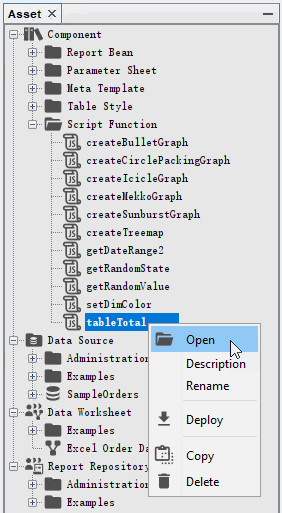 Asset
Component
Report Bean
Parameter Sheet
Meta Template
Table Style
Script Function
createBulletGraph
createCirclePackingGraph
createIcicleGraph
createMekkoGraph
createSunburstGraph
createTreemap
getDateRange2
getRandomState
getRandomValue
setDimColor
tableTotal
Open
Data Source
Description
Administration
Rename
Examples
SampleOrders
Deploy
Data Worksheet
Examples
Excel Order Da
Copy
Report Repository
Administration
Delete
Examples